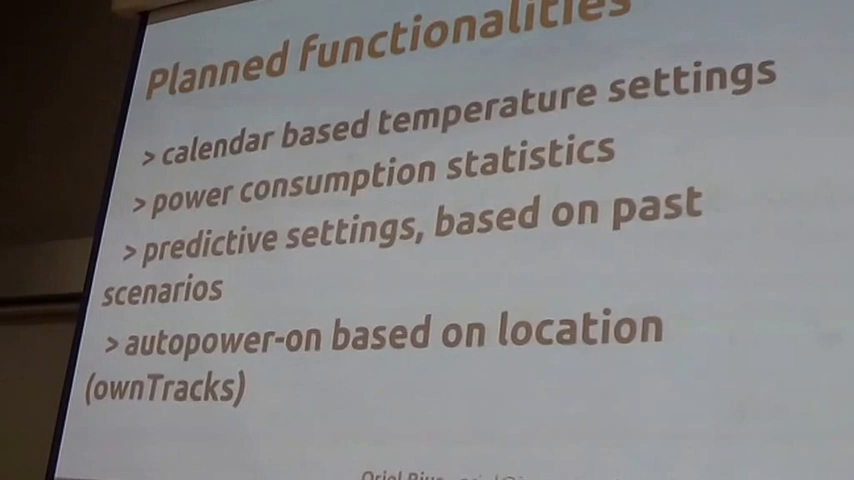 Planned functionalities
> calendar based temperature settings
> power consumption statistics
> predictive settings, based on past
scenarios
> autopower-on based on location
(ownTracks)